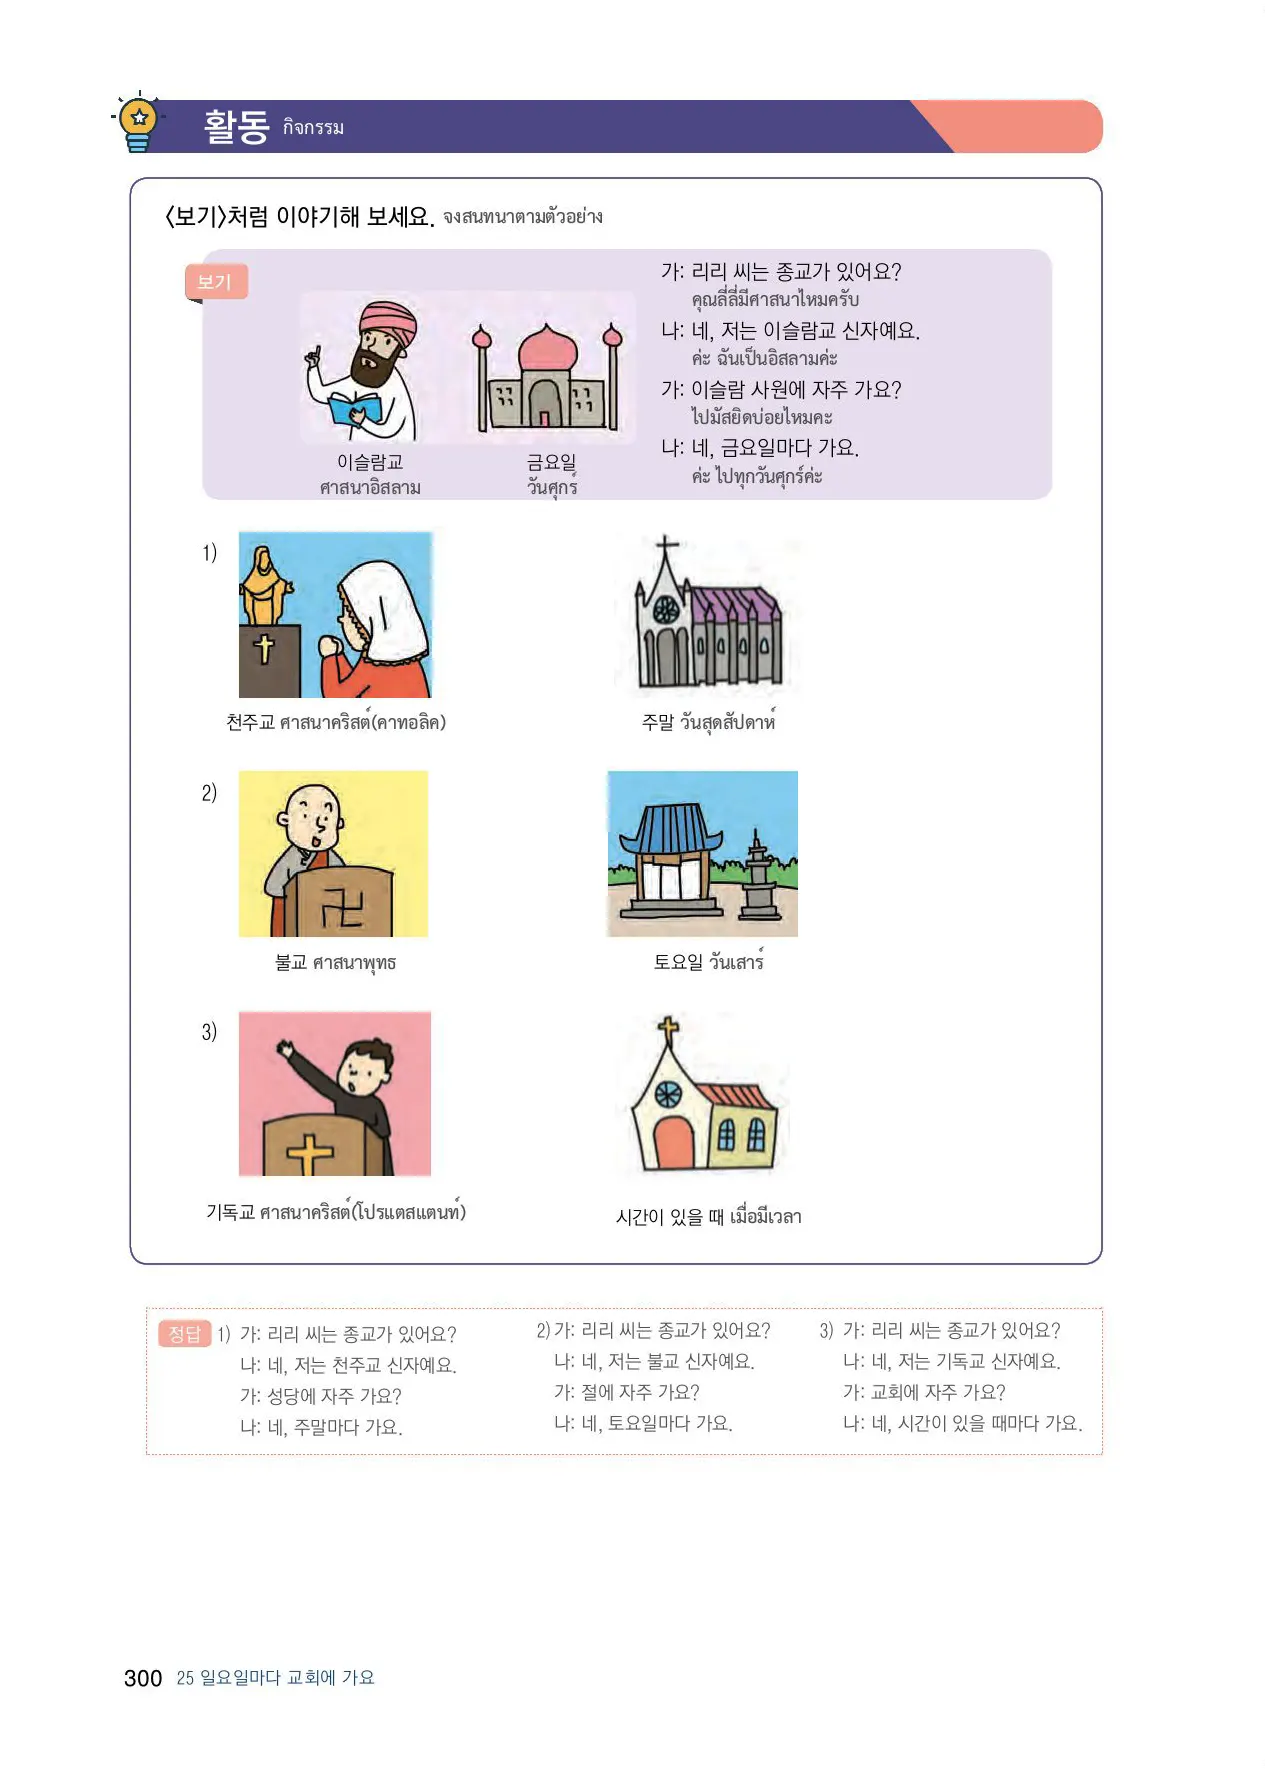 활동 กิจกรรม
<보기>처럼 이야기해 보세요. จงสนทนาตามตัวอย่าง
보기
가: 리리 씨는 종교가 있어요?
คุณลี่ลี่มีศาสนาไหมครับ
나: 네, 저는 이슬람교 신자예요.
ค่ะ ฉันเป็นอิสลามค่ะ
가: 이슬람 사원에 자주 가요?
ไปมัสยิดบ่อยไหมคะ
나: 네, 금요일마다 가요.
ค่ะ ไปทุกวันศุกร์ค่ะ
이슬람교
ศาสนาอิสลาม
금요일
วันศุกร์
1)
천주교 ศาสนาคริสต์(คาทอลิค)
주말 วันสุดสัปดาห์
2)
불교 ศาสนาพุทธ
토요일 วันเสาร์
3)
기독교 ศาสนาคริสต์(โปรแตสแตนท์)
시간이 있을 때 เมื่อมีเวลา
정답
1) 가: 리리 씨는 종교가 있어요?
나: 네, 저는 천주교 신자예요.
가: 성당에 자주 가요?
나: 네, 주말마다 가요.
2) 가: 리리 씨는 종교가 있어요?
나: 네, 저는 불교 신자예요.
가: 절에 자주 가요?
나: 네, 토요일마다 가요.
3) 가: 리리 씨는 종교가 있어요?
나: 네, 저는 기독교 신자예요.
가: 교회에 자주 가요?
나: 네, 시간이 있을 때마다 가요.
300 25 일요일마다 교회에 가요